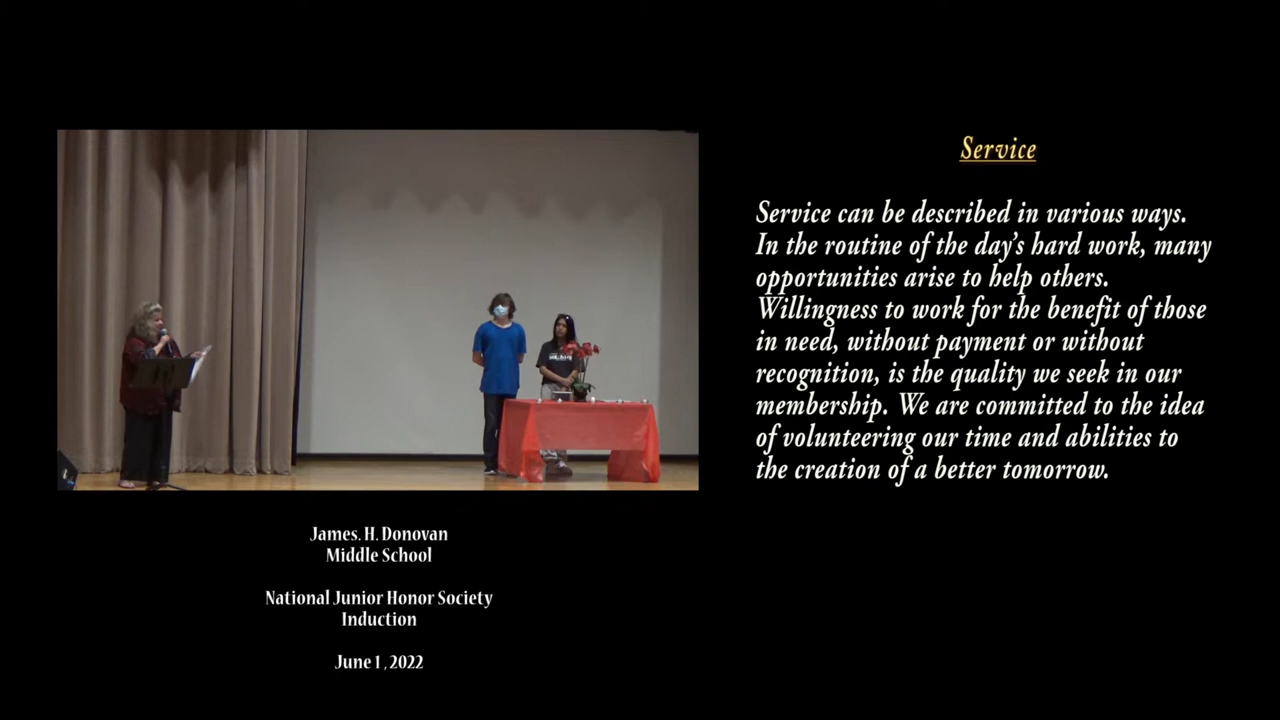 Service
Service can be described in various ways.
In the routine of the day's hard work, many
opportunities arise to help others.
Willingness to work for the benefit of those
in need, without payment or without
recognition, is the quality we seek in our
membership. We are committed to the idea
of volunteering our time and abilities to
the creation of a better tomorrow.
James. H. Donovan
Middle School
National Junior Honor Society
Induction
June 1, 2022